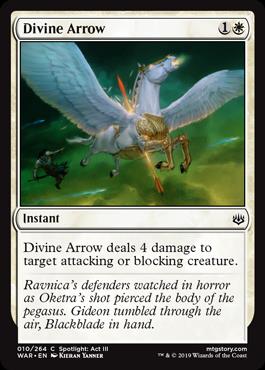 Divine Arrow 1
Instant
Divine Arrow deals 4 damage to
target attacking or blocking creature.
Ravnica's defenders watched in horror
as Oketra's shot pierced the body of the
pegasus. Gideon tumbled through the
air, Blackblade in hand.
010/264 C Spotlight: Act III mtgstory.com
WAR • EN Kieran Yanner ™ & © 2019 Wizards of the Coast